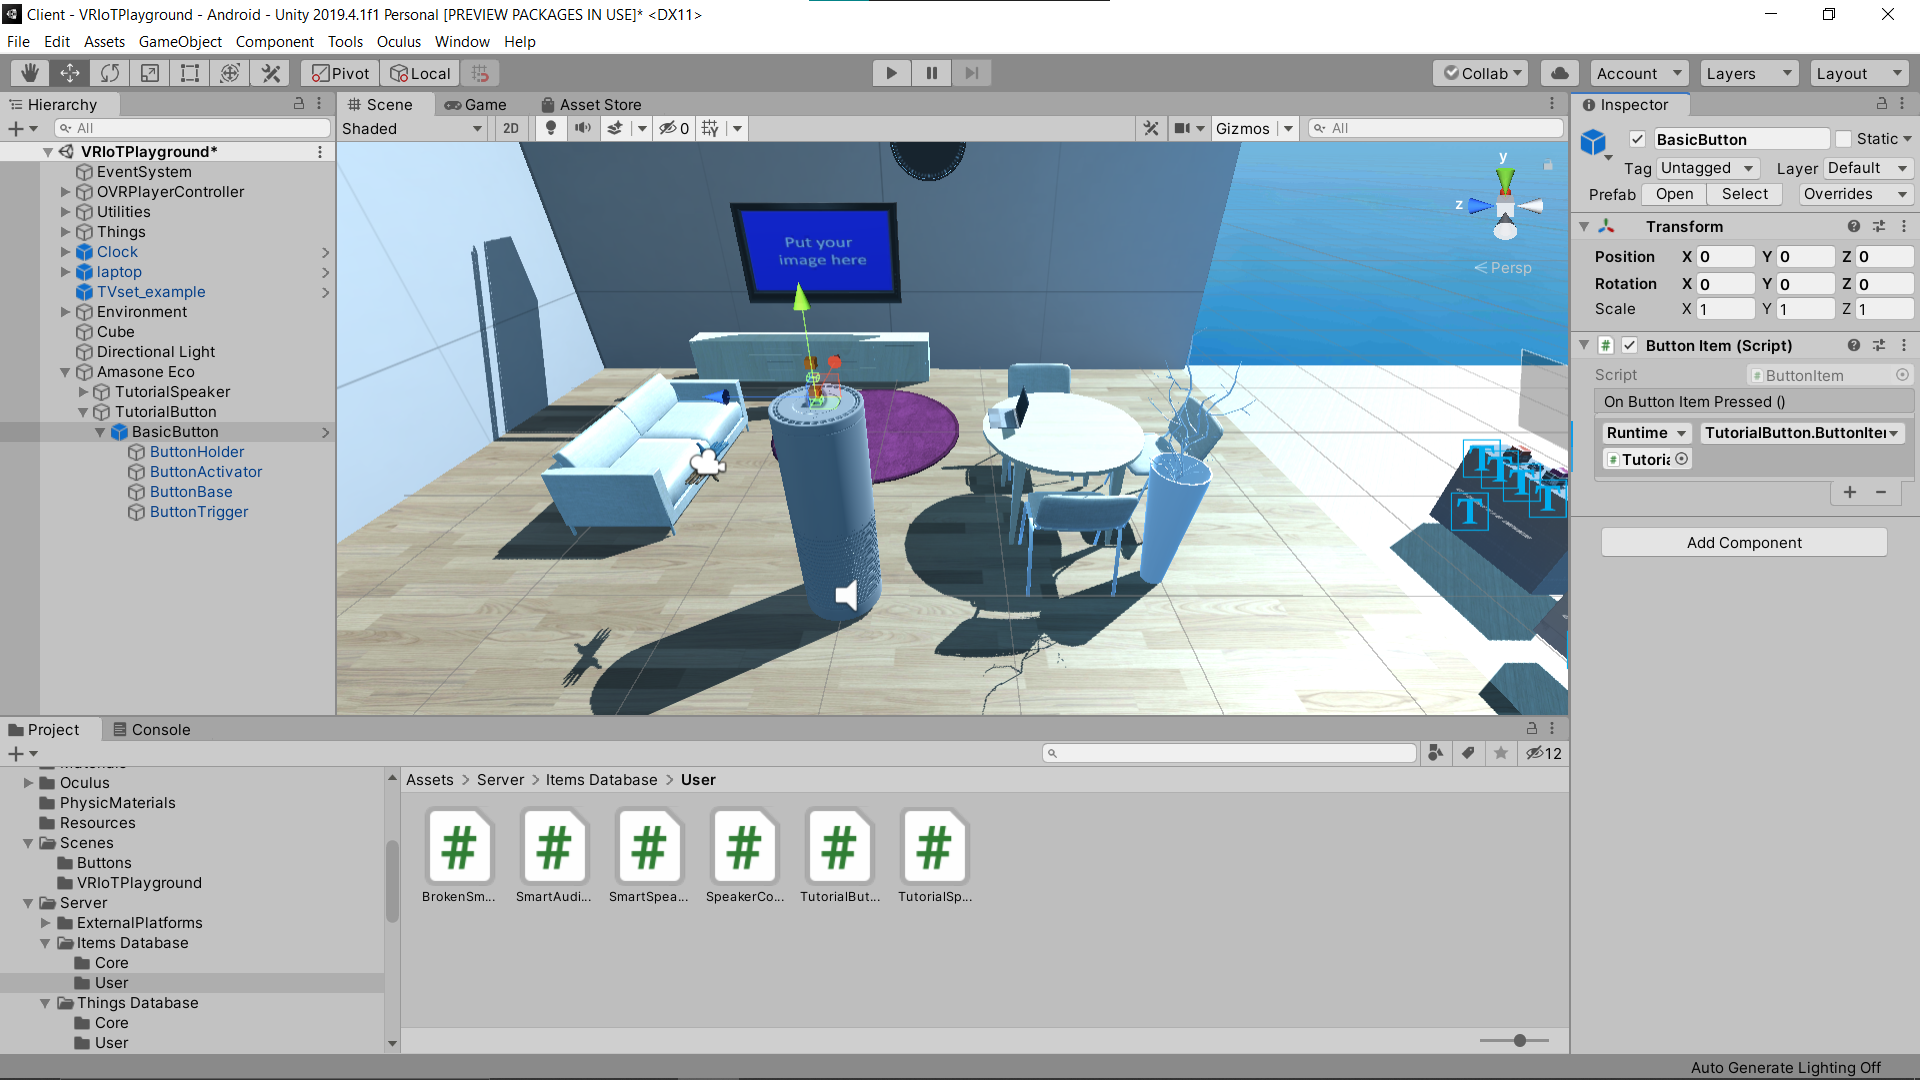 Client - VRIoTPlayground - Android - Unity 2019.4.1f1 Personal [PREVIEW PACKAGES IN USE]* <DX11>
File Edit Assets GameObject Component Tools Oculus Window Help
Pivot Local Collab Account Layers Layout
Hierarchy
All
VRIoTPlayground*
EventSystem
OVRPlayerController
Utilities
Things
Clock
laptop
TVset_example
Environment
Cube
Directional Light
Amasone Eco
TutorialSpeaker
TutorialButton
BasicButton
ButtonHolder
ButtonActivator
ButtonBase
ButtonTrigger
Scene Game Asset Store
Shaded 2D 0 Gizmos All
Put your
image here
y
z
Persp
Inspector
BasicButton Static
Tag Untagged Layer Default
Prefab Open Select Overrides
Transform
Position X 0 Y 0 Z 0
Rotation X 0 Y 0 Z 0
Scale X 1 Y 1 Z 1
Button Item (Script)
Script ButtonItem
On Button Item Pressed ()
Runtime TutorialButton.ButtonIter
Tutoria
+ −
Add Component
Project Console
12
Oculus
PhysicMaterials
Resources
Scenes
Buttons
VRIoTPlayground
Server
ExternalPlatforms
Items Database
Core
User
Things Database
Core
User
Assets > Server > Items Database > User
BrokenSm... SmartAudi... SmartSpea... SpeakerCo... TutorialBut... TutorialSp...
Auto Generate Lighting Off